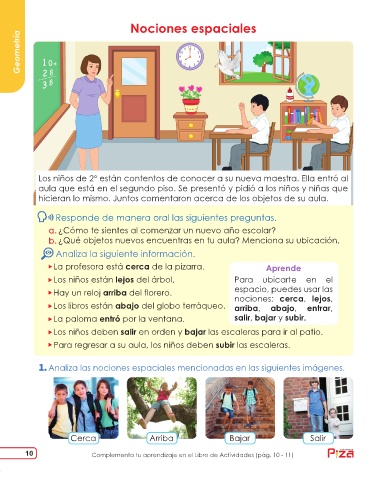 Geometría
Nociones espaciales
Los niños de 2° están contentos de conocer a su nueva maestra. Ella entró al
aula que está en el segundo piso. Se presentó y pidió a los niños y niñas que
hicieran lo mismo. Juntos comentaron acerca de los objetos de su aula.
Responde de manera oral las siguientes preguntas.
a. ¿Cómo te sientes al comenzar un nuevo año escolar?
b. ¿Qué objetos nuevos encuentras en tu aula? Menciona su ubicación.
Analiza la siguiente información.
La profesora está cerca de la pizarra.
Los niños están lejos del árbol.
Hay un reloj arriba del florero.
Los libros están abajo del globo terráqueo.
La paloma entró por la ventana.
Los niños deben salir en orden y bajar las escaleras para ir al patio.
Para regresar a su aula, los niños deben subir las escaleras.
Aprende
Para ubicarte en el
espacio, puedes usar las
nociones: cerca, lejos,
arriba, abajo, entrar,
salir, bajar y subir.
1. Analiza las nociones espaciales mencionadas en las siguientes imágenes.
Cerca Arriba Bajar Salir
10 Complementa tu aprendizaje en el Libro de Actividades (pág. 10 - 11)